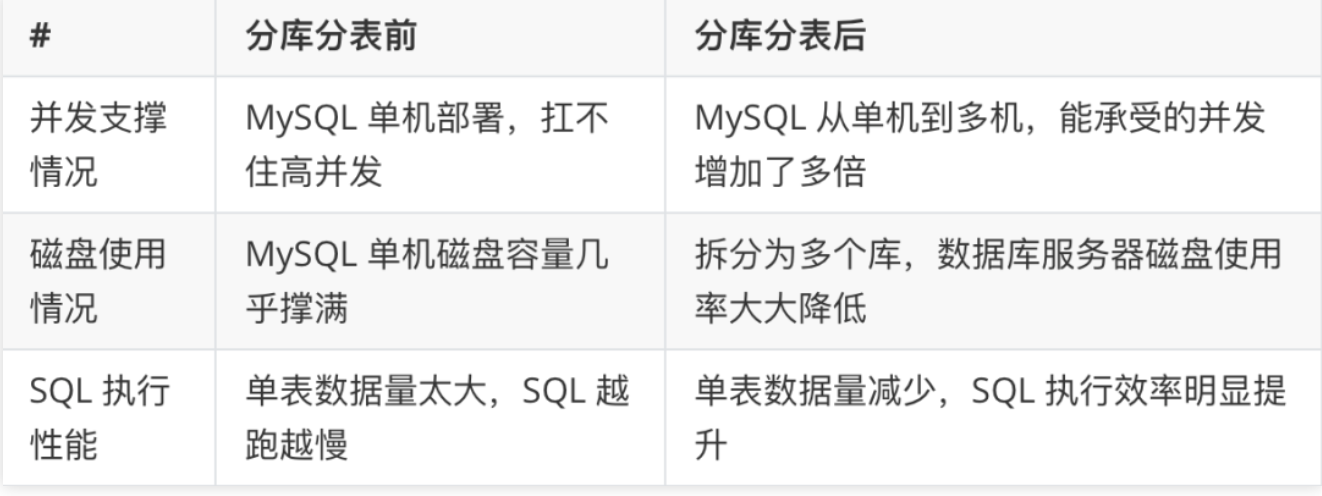 # 分库分表前 分库分表后
并发支撑 MySQL 单机部署，扛不 MySQL 从单机到多机，能承受的并发
情况 住高并发 增加了多倍
磁盘使用 MySQL 单机磁盘容量几 拆分为多个库，数据库服务器磁盘使用
情况 乎撑满 率大大降低
SQL 执行 单表数据量太大，SQL 越 单表数据量减少，SQL 执行效率明显提
性能 跑越慢 升